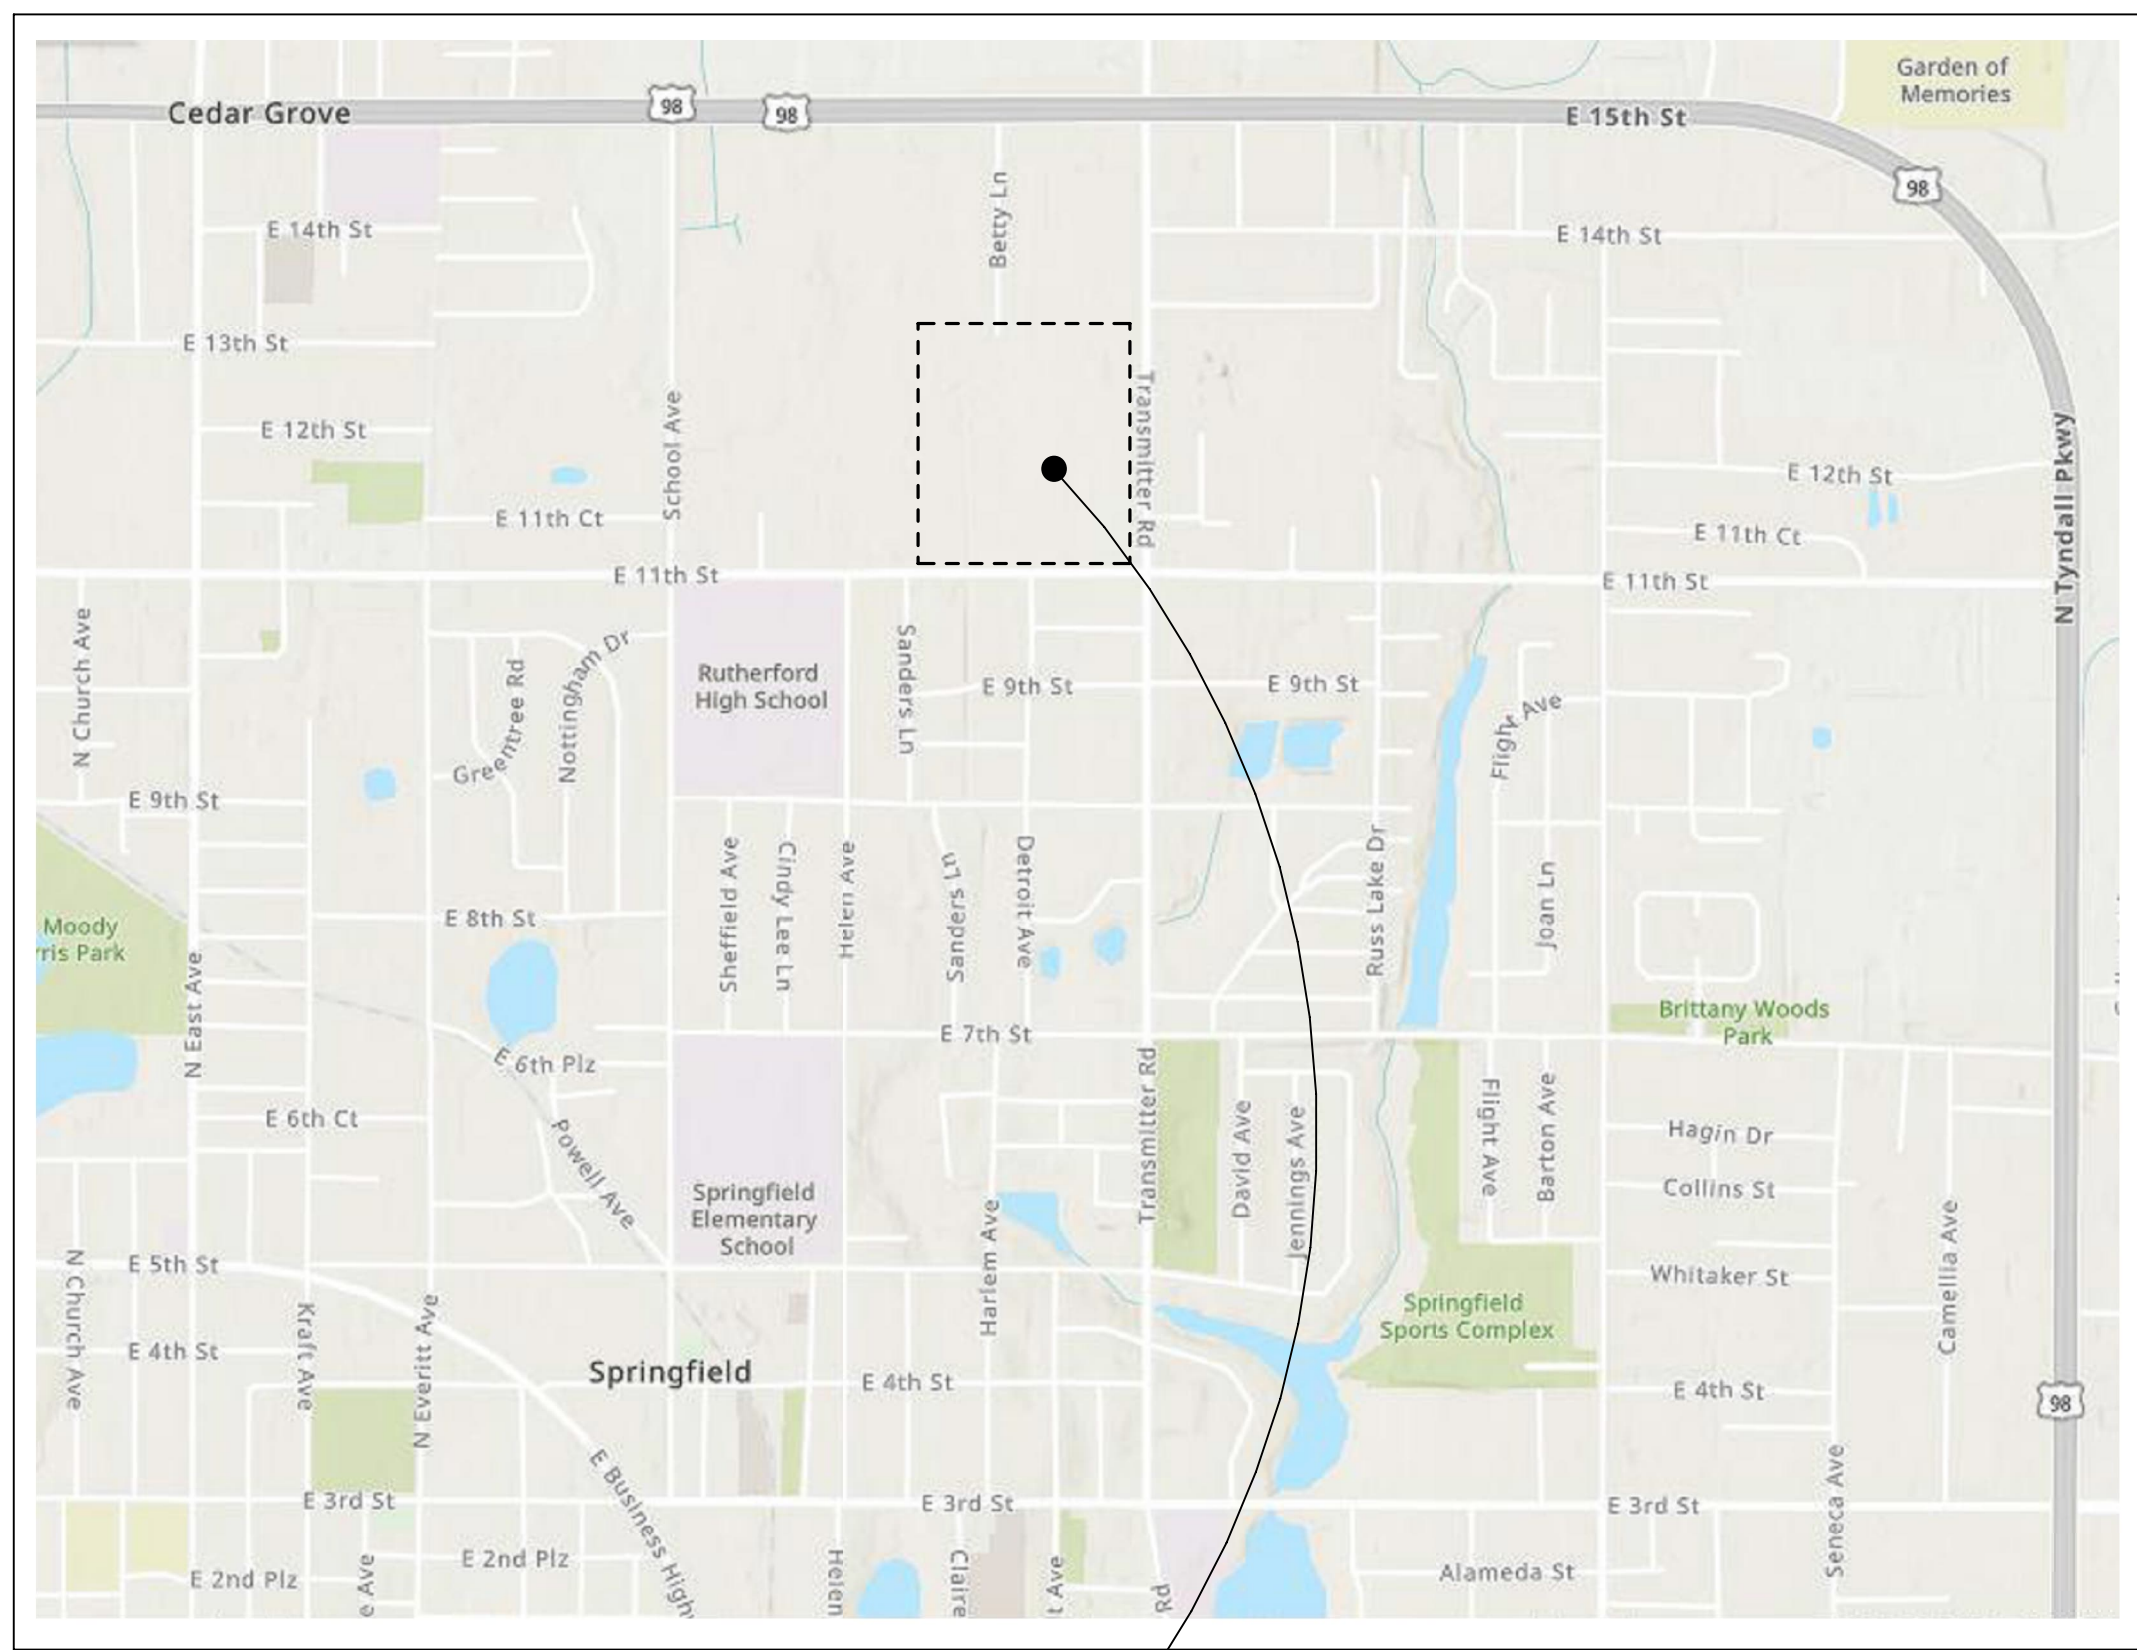 Garden of
Memories
Cedar Grove
98
98
E 15th St
98
Betty Ln
E 14th St
E 14th St
E 13th St
School Ave
Transmitter Rd
N Tyndall Pkwy
E 12th St
E 12th St
E 11th Ct
E 11th Ct
E 11th St
E 11th St
N Church Ave
Greentree Rd
Nottingham Dr
Rutherford
High School
Sanders Ln
E 9th St
E 9th St
Flight Ave
E 9th St
Sheffield Ave
Cindy Lee Ln
Helen Ave
Sanders Ln
Detroit Ave
Russ Lake Dr
Joan Ln
Moody
rris Park
E 8th St
N East Ave
Brittany Woods
Park
E 7th St
E 6th Plz
Transmitter Rd
E 6th Ct
Powell Ave
David Ave
Jennings Ave
Flight Ave
Barton Ave
Hagin Dr
Collins St
Springfield
Elementary
School
Harlem Ave
Camellia Ave
N Church Ave
E 5th St
Whitaker St
Kraft Ave
N Everitt Ave
Springfield
Sports Complex
E 4th St
Springfield
E 4th St
E 4th St
98
E Business High
Seneca Ave
E 3rd St
E 3rd St
E 3rd St
E 2nd Plz
E 2nd Plz
e Ave
Helen
Claire
t Ave
Rd
Alameda St